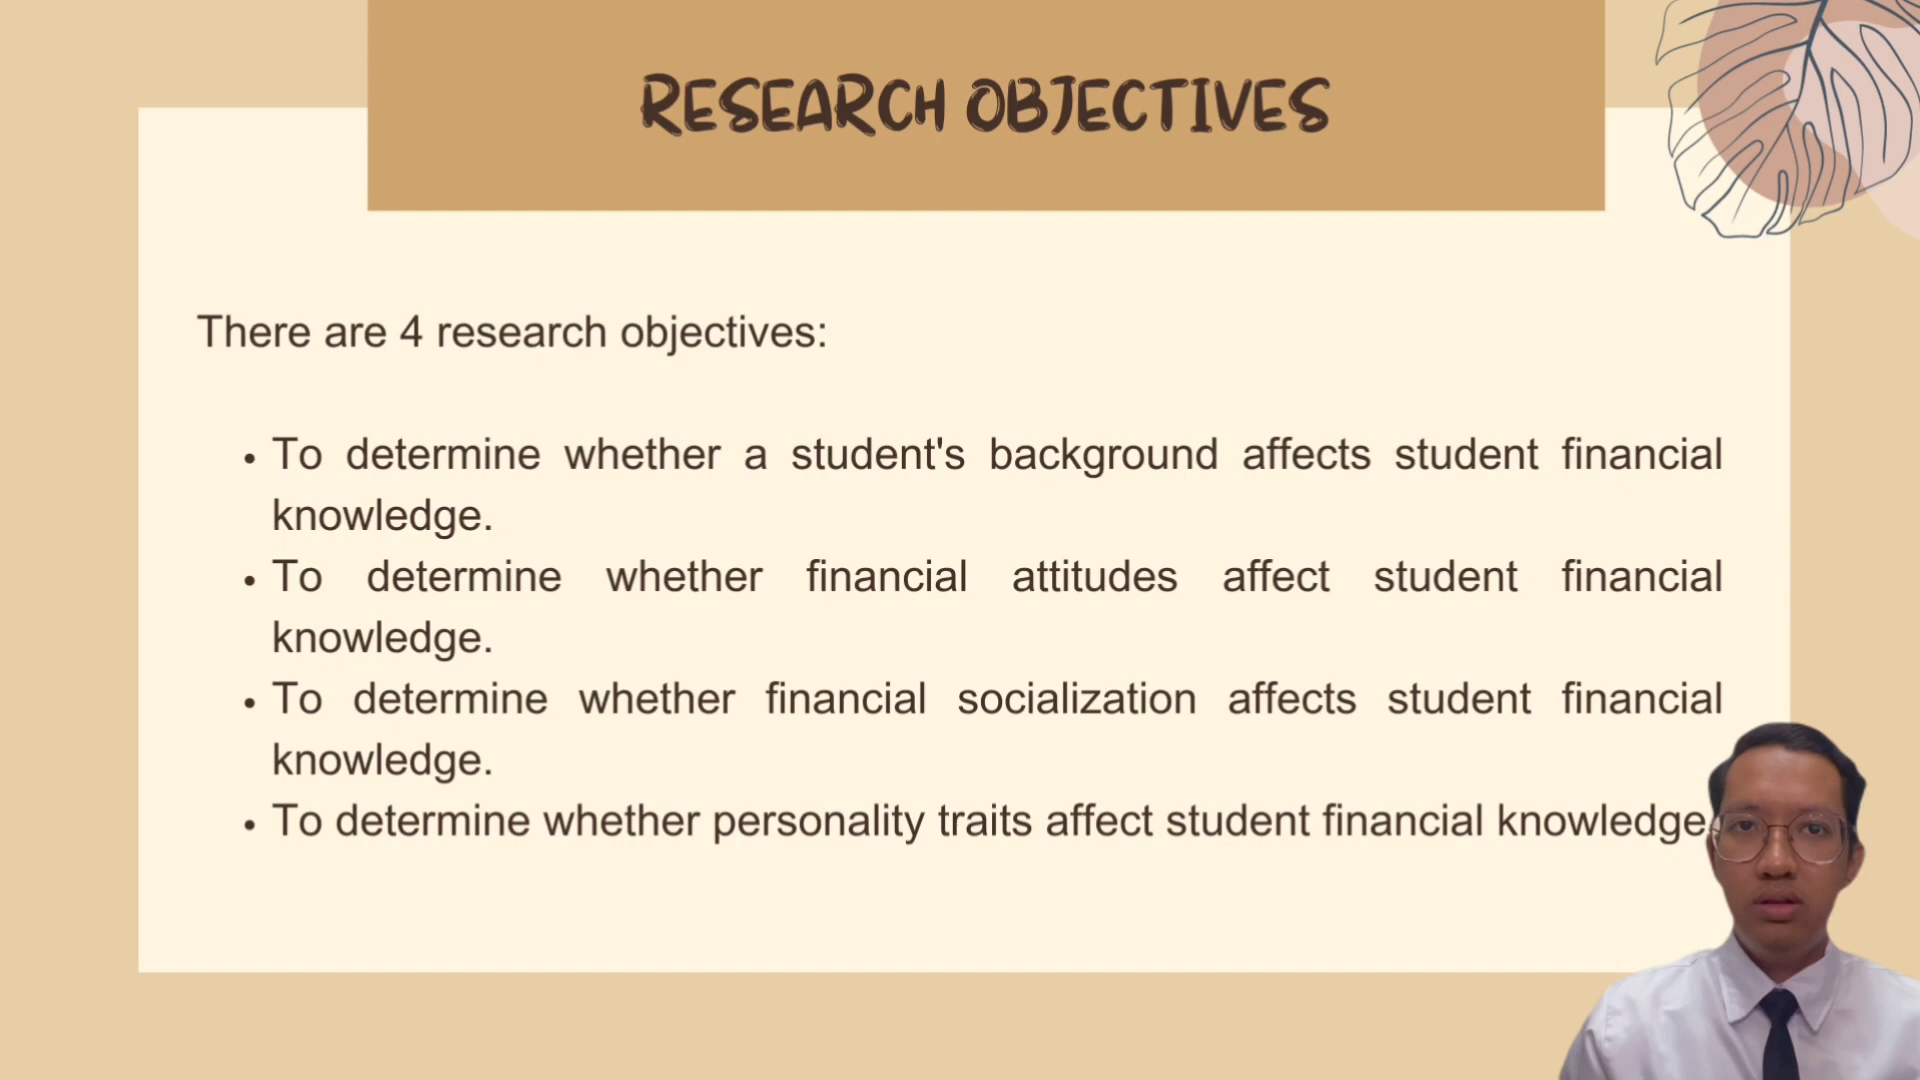 RESEARCH OBJECTIVES
There are 4 research objectives:
• To determine whether a student's background affects student financial
knowledge.
• To determine whether financial attitudes affect student financial
knowledge.
• To determine whether financial socialization affects student financial
knowledge.
• To determine whether personality traits affect student financial knowledge.